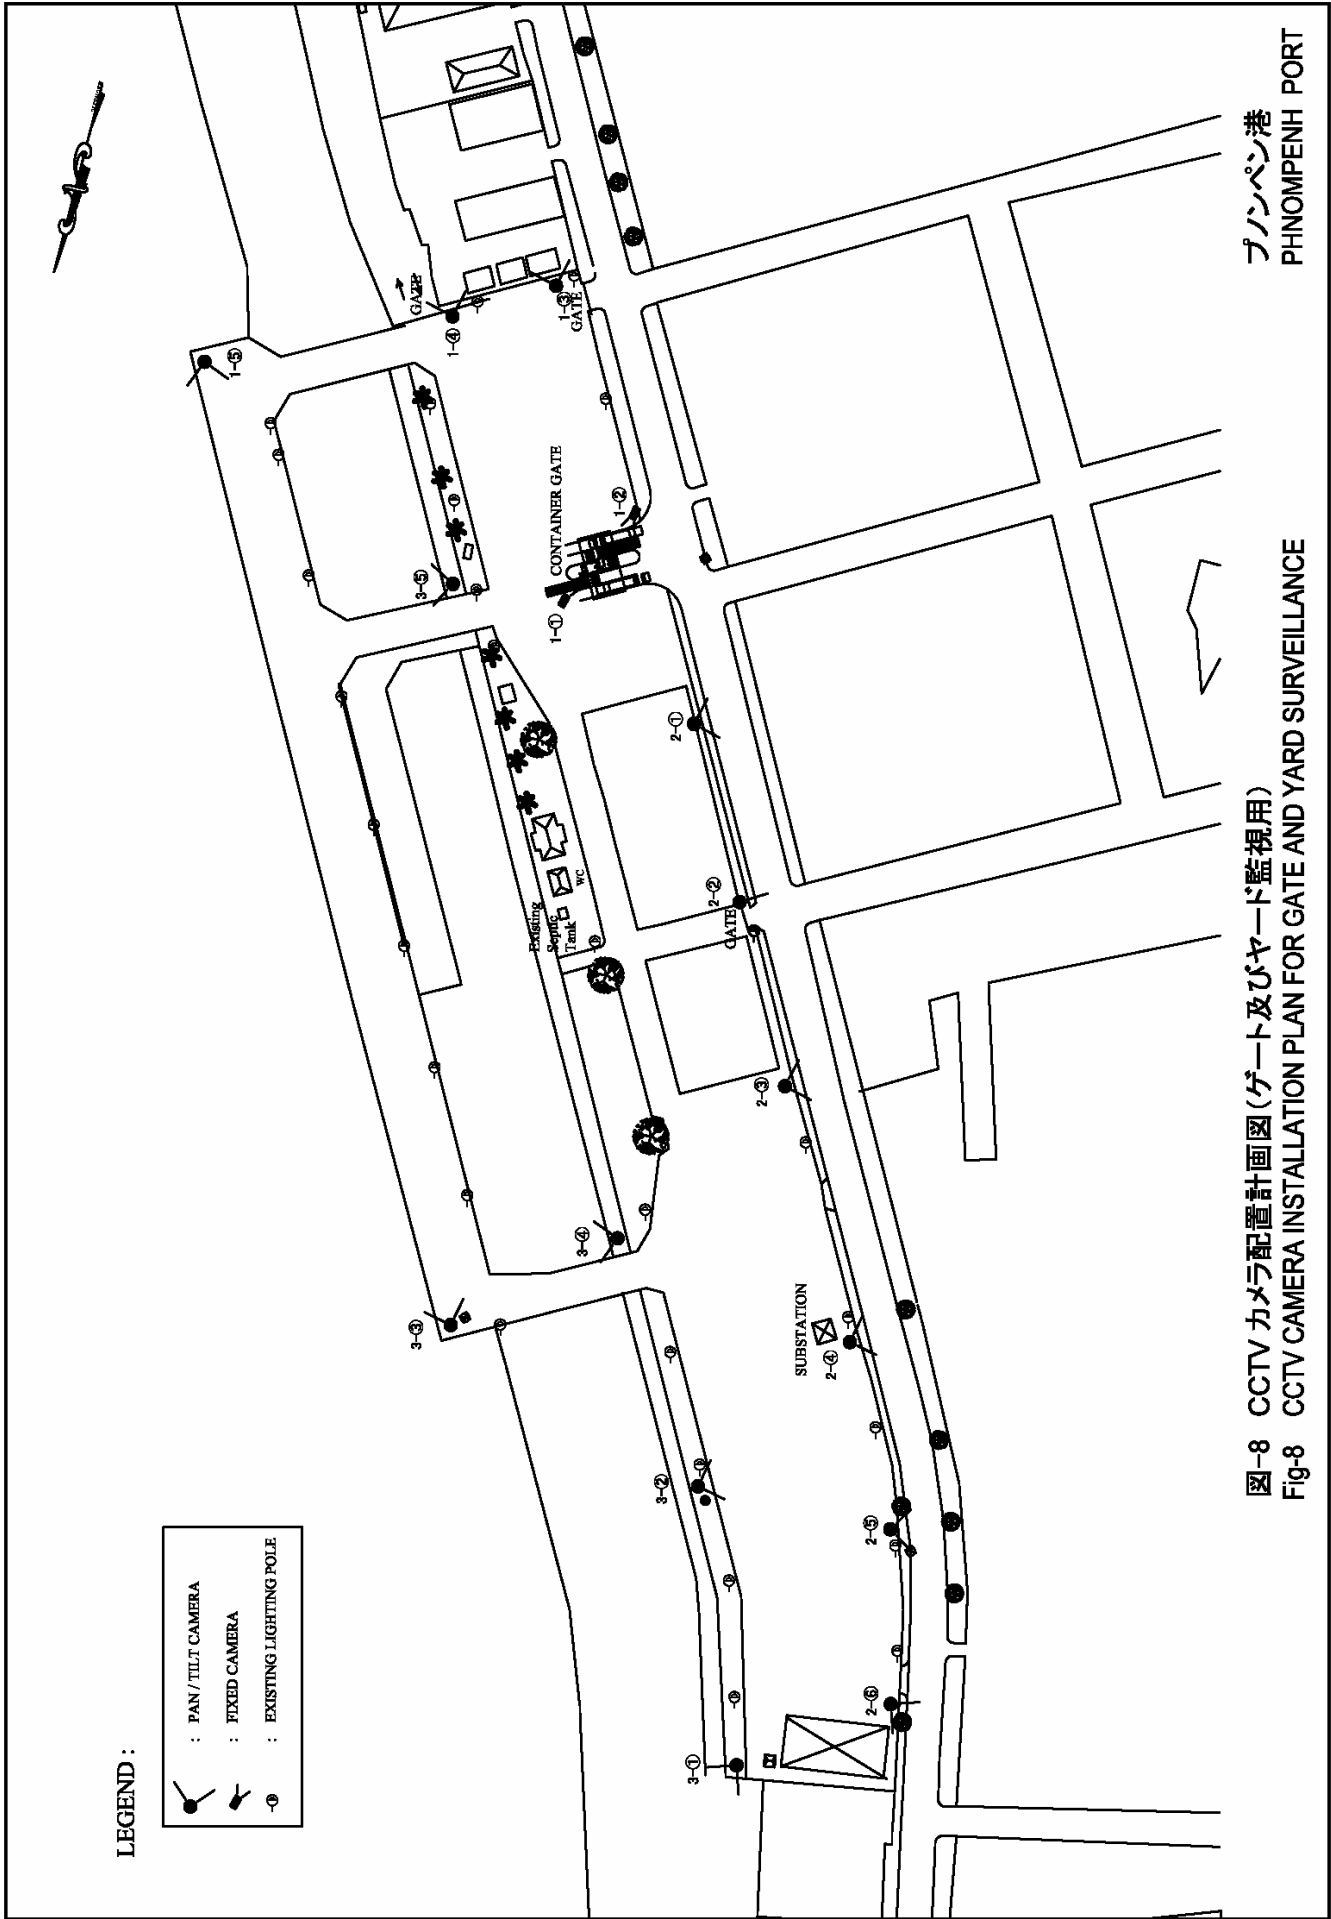 LEGEND :
: PAN / TILT CAMERA
: FIXED CAMERA
: EXISTING LIGHTING POLE
1-⑤
GATE
1-④
1-③
GATE
3-⑤
CONTAINER GATE
1-②
1-①
2-①
WC
Existing
Septic
Tank
2-②
GATE
2-③
3-④
3-③
SUBSTATION
2-④
3-②
2-⑤
2-⑥
3-①
プノンペン港
PHNOMPENH PORT
図-8 CCTV カメラ配置計画図(ゲート及びヤード監視用)
Fig-8 CCTV CAMERA INSTALLATION PLAN FOR GATE AND YARD SURVEILLANCE